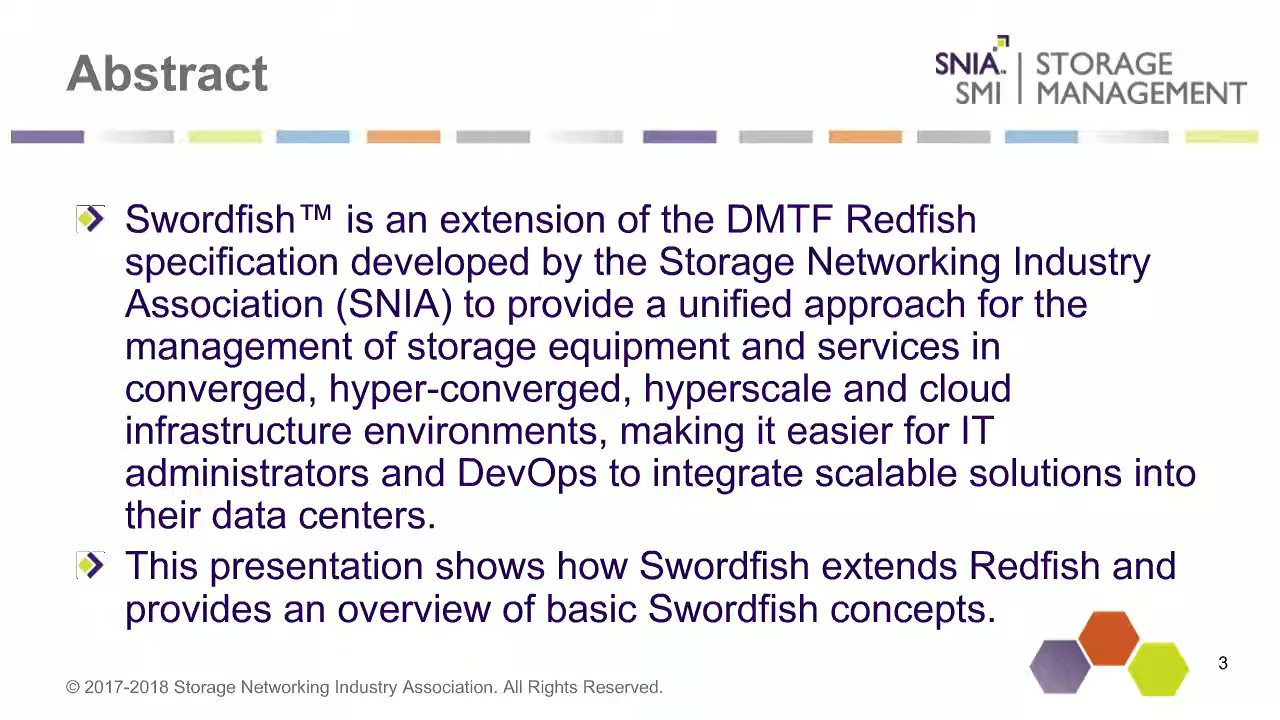 Abstract
SNIA™ | STORAGE
SMI | MANAGEMENT
Swordfish™ is an extension of the DMTF Redfish
specification developed by the Storage Networking Industry
Association (SNIA) to provide a unified approach for the
management of storage equipment and services in
converged, hyper-converged, hyperscale and cloud
infrastructure environments, making it easier for IT
administrators and DevOps to integrate scalable solutions into
their data centers.
This presentation shows how Swordfish extends Redfish and
provides an overview of basic Swordfish concepts.
3
© 2017-2018 Storage Networking Industry Association. All Rights Reserved.